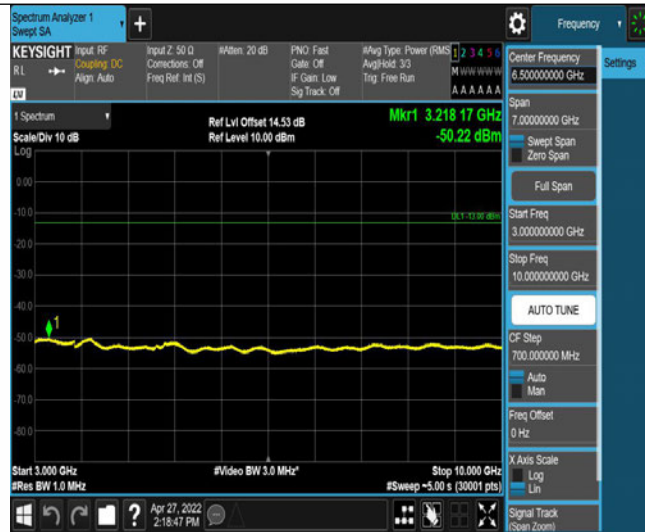 Spectrum Analyzer 1
Swept SA
+
Frequency
KEYSIGHT
Input: RF
Input Z: 50 Ω
#Atten: 20 dB
PNO: Fast
#Avg Type: Power (RMS
1 2 3 4 5 6
RL
Coupling: DC
Corrections: Off
Gate: Off
Avg|Hold: 3/3
M W W W W W
Align: Auto
Freq Ref: Int (S)
IF Gain: Low
Trig: Free Run
Sig Track: Off
A A A A A A
LXI
1 Spectrum
Ref Lvl Offset 14.53 dB
Mkr1 3.218 17 GHz
Scale/Div 10 dB
Ref Level 10.00 dBm
-50.22 dBm
Log
0.00
-10.0
DL1 -13.00 dBm
-20.0
-30.0
-40.0
1
-50.0
-60.0
-70.0
-80.0
Start 3.000 GHz
#Video BW 3.0 MHz*
Stop 10.000 GHz
#Res BW 1.0 MHz
#Sweep ~5.00 s (30001 pts)
?
Apr 27, 2022
2:18:47 PM
Center Frequency
6.500000000 GHz
Settings
Span
7.00000000 GHz
Swept Span
Zero Span
Full Span
Start Freq
3.000000000 GHz
Stop Freq
10.000000000 GHz
AUTO TUNE
CF Step
700.000000 MHz
Auto
Man
Freq Offset
0 Hz
X Axis Scale
Log
Lin
Signal Track
(Span Zoom)